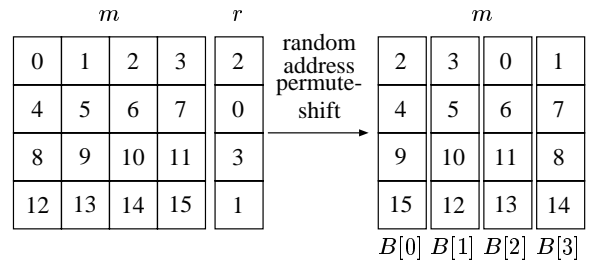 m r m
random
address
permute-
shift
0 1 2 3 2 2 3 0 1
4 5 6 7 0 4 5 6 7
8 9 10 11 3 9 10 11 8
12 13 14 15 1 15 12 13 14
B[0] B[1] B[2] B[3]